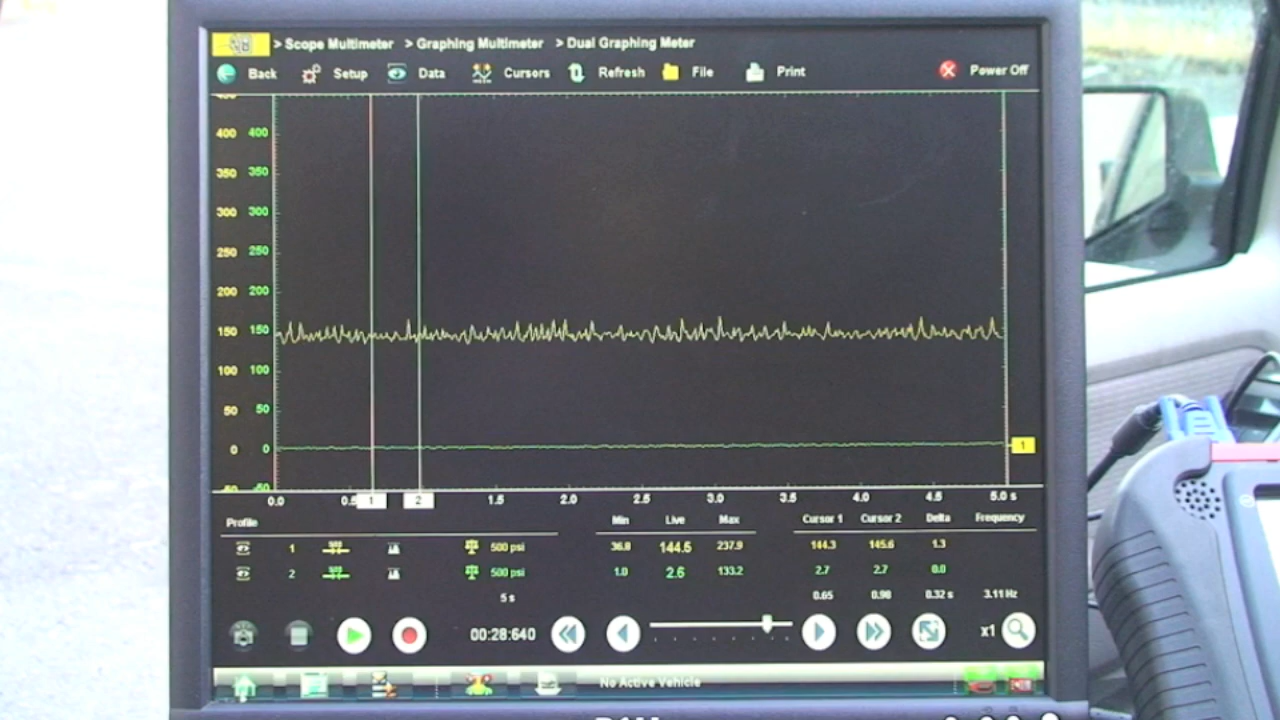 > Scope Multimeter > Graphing Multimeter > Dual Graphing Meter
Back Setup Data Cursors Refresh File Print Power Off
400 400
350 350
300 300
250 250
200 200
150 150
100 100
50 50
0 0
1
-50
0.0 0.5 1 2 1.5 2.0 2.5 3.0 3.5 4.0 4.5 5.0 s
Profile Min Live Max Cursor 1 Cursor 2 Delta Frequency
1 500 psi 36.8 144.5 237.9 144.3 145.6 1.3
2 500 psi 1.0 2.6 133.2 2.7 2.7 0.0
5 s 0.65 0.98 0.32 s 3.11 Hz
00:28:640 x1
No Active Vehicle